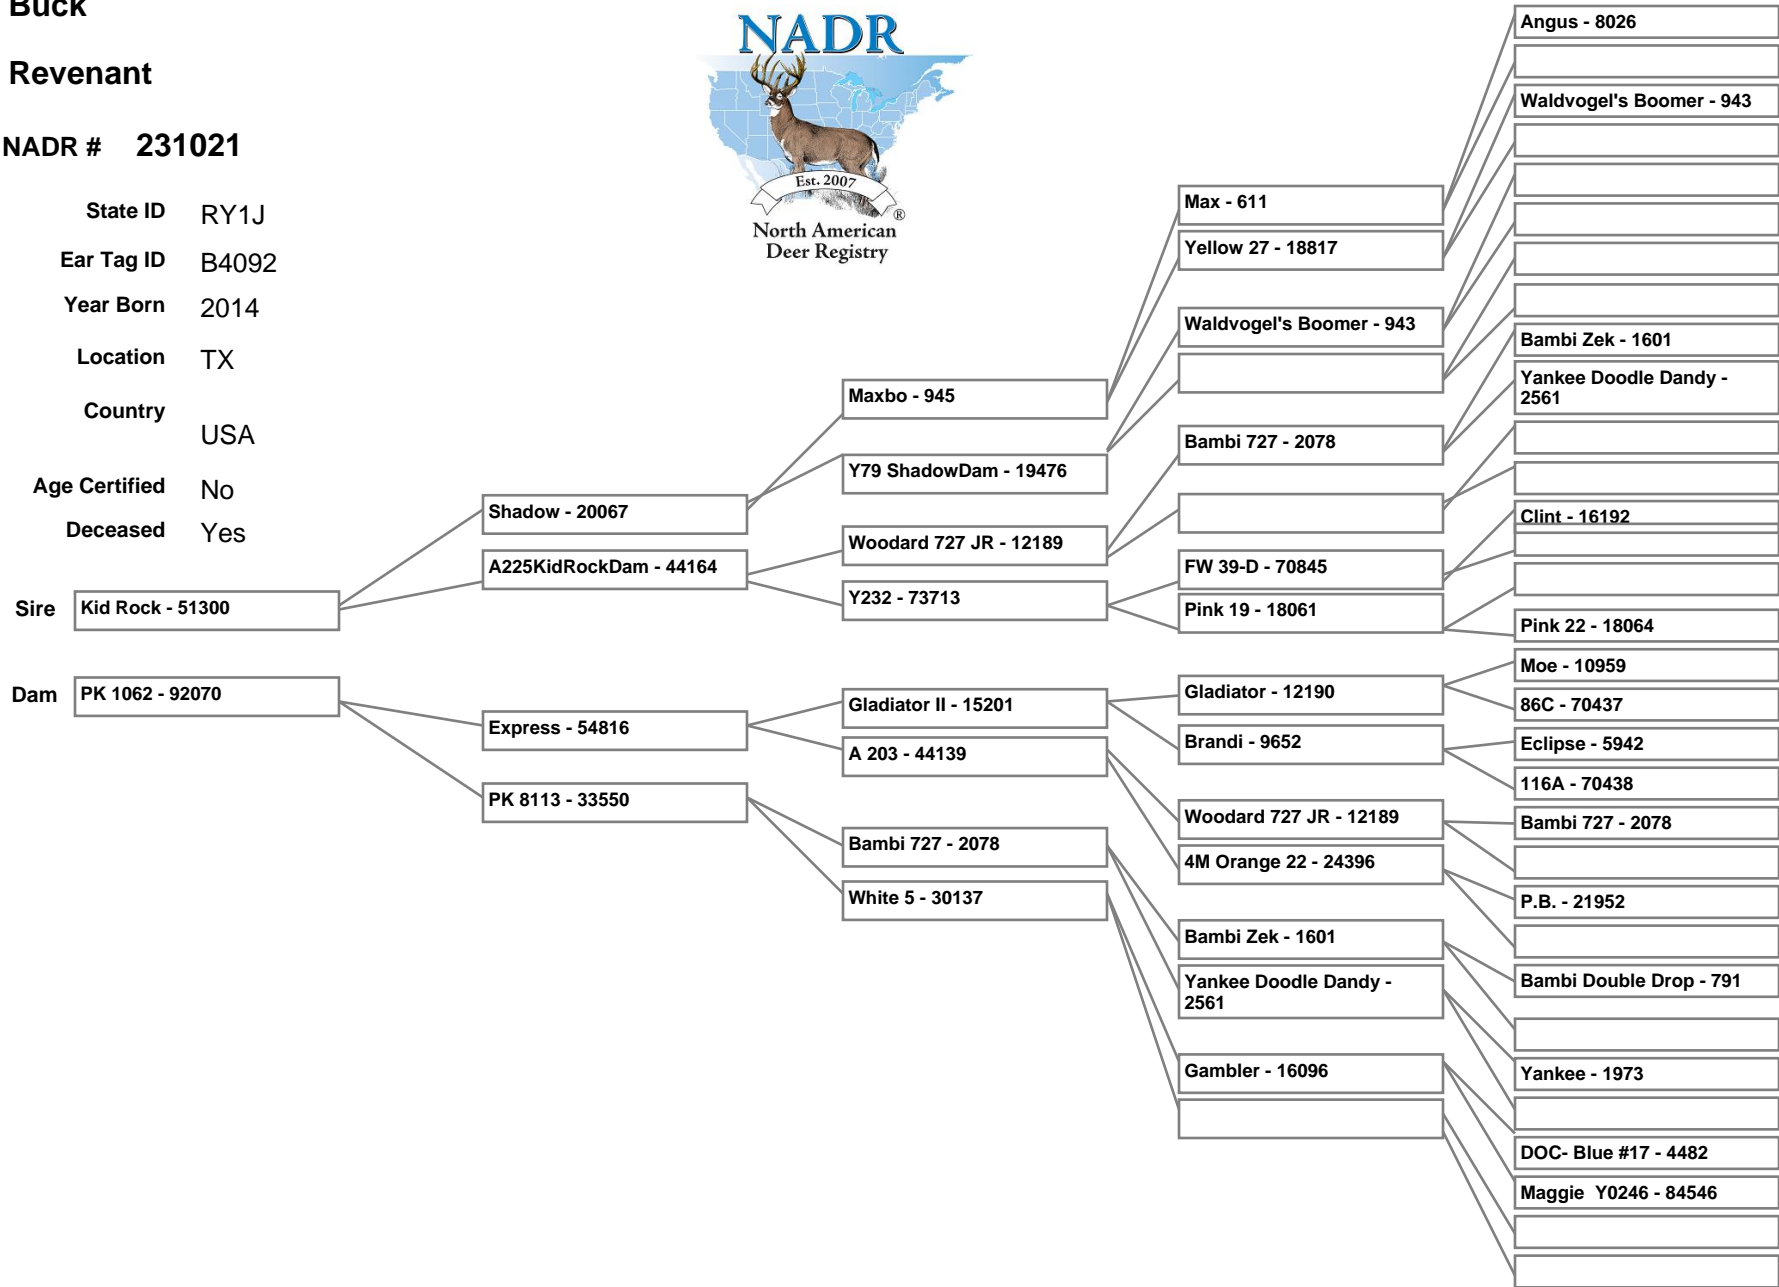 Buck
Revenant
NADR # 231021
State ID RY1J
Ear Tag ID B4092
Year Born 2014
Location TX
Country
USA
Age Certified No
Deceased Yes
NADR
Est. 2007
®
North American
Deer Registry
Sire Kid Rock - 51300
Dam PK 1062 - 92070
Shadow - 20067
A225KidRockDam - 44164
Express - 54816
PK 8113 - 33550
Maxbo - 945
Y79 ShadowDam - 19476
Woodard 727 JR - 12189
Y232 - 73713
Gladiator II - 15201
A 203 - 44139
Bambi 727 - 2078
White 5 - 30137
Max - 611
Yellow 27 - 18817
Waldvogel's Boomer - 943
Bambi 727 - 2078
FW 39-D - 70845
Pink 19 - 18061
Gladiator - 12190
Brandi - 9652
Woodard 727 JR - 12189
4M Orange 22 - 24396
Bambi Zek - 1601
Yankee Doodle Dandy -
2561
Gambler - 16096
Angus - 8026
Waldvogel's Boomer - 943
Bambi Zek - 1601
Yankee Doodle Dandy -
2561
Clint - 16192
Pink 22 - 18064
Moe - 10959
86C - 70437
Eclipse - 5942
116A - 70438
Bambi 727 - 2078
P.B. - 21952
Bambi Double Drop - 791
Yankee - 1973
DOC- Blue #17 - 4482
Maggie  Y0246 - 84546